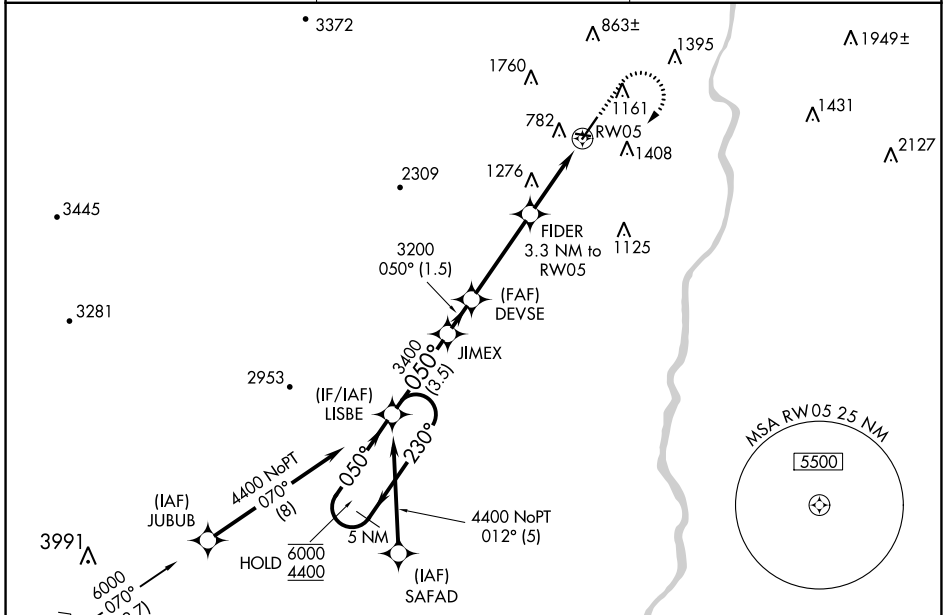 3372
863±
1395
1949±
1760
1161
1431
782
RW05
1408
2127
1276
2309
3445
FIDER
3.3 NM to
RW05
1125
3200
050° (1.5)
(FAF)
DEVSE
3281
JIMEX
3400
050°
(3.5)
2953
(IF/IAF)
LISBE
MSA RW05 25 NM
5500
050°
230°
4400 NoPT
070°
(8)
(IAF)
JUBUB
4400 NoPT
012° (5)
5 NM
3991
HOLD
6000
4400
(IAF)
SAFAD
6000
070°